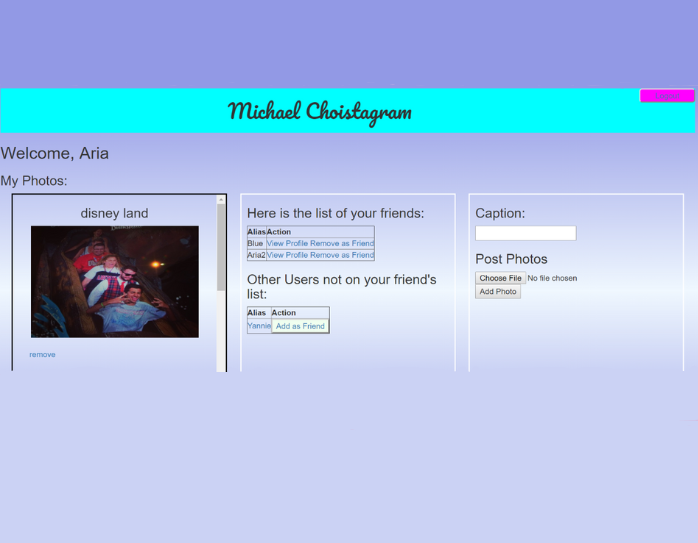 Michael Choistagram
Welcome, Aria
My Photos:
disney land
remove
Here is the list of your friends:
Alias Action
Blue View Profile Remove as Friend
Aria2 View Profile Remove as Friend
Other Users not on your friend's
list:
Alias Action
Yannie Add as Friend
Caption:
Post Photos
Choose File No file chosen
Add Photo